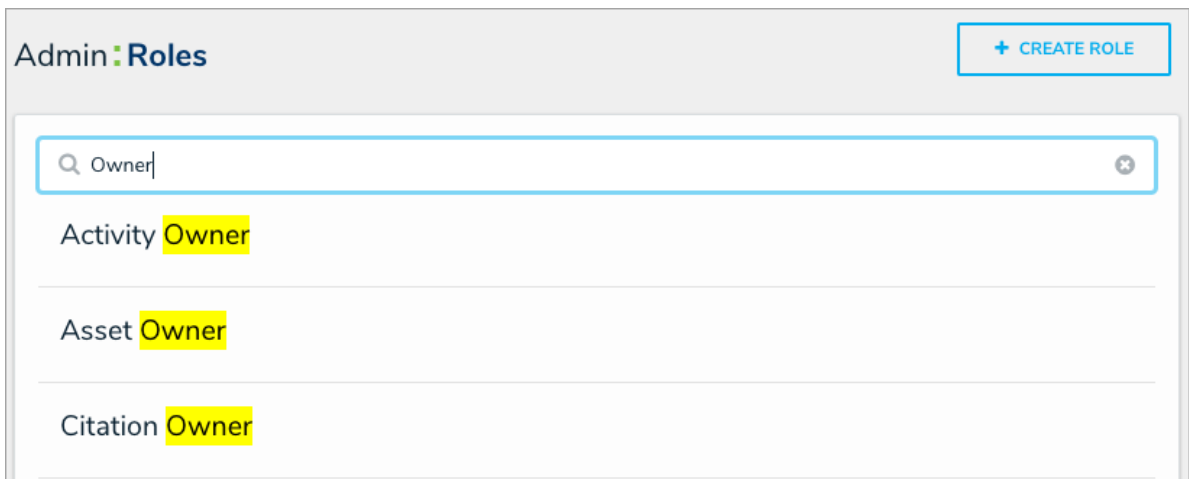 Admin:Roles
+ CREATE ROLE
Owner
Activity Owner
Asset Owner
Citation Owner